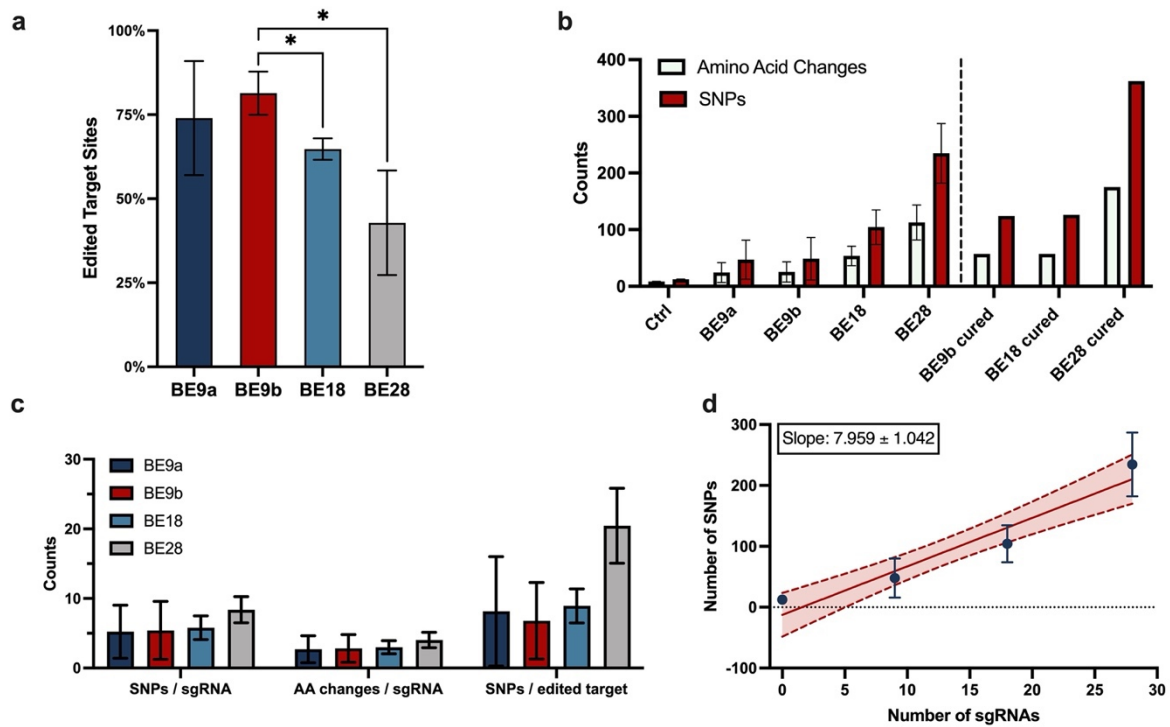 a
100%
75%
50%
25%
0%
Edited Target Sites
*
*
BE9a BE9b BE18 BE28
b
400
300
200
100
0
Counts
Amino Acid Changes
SNPs
Ctrl
BE9a
BE9b
BE18
BE28
BE9b cured
BE18 cured
BE28 cured
c
30
20
10
0
Counts
BE9a
BE9b
BE18
BE28
SNPs / sgRNA AA changes / sgRNA SNPs / edited target
d
300
200
100
0
-100
Number of SNPs
Slope: 7.959 ± 1.042
0 5 10 15 20 25 30
Number of sgRNAs